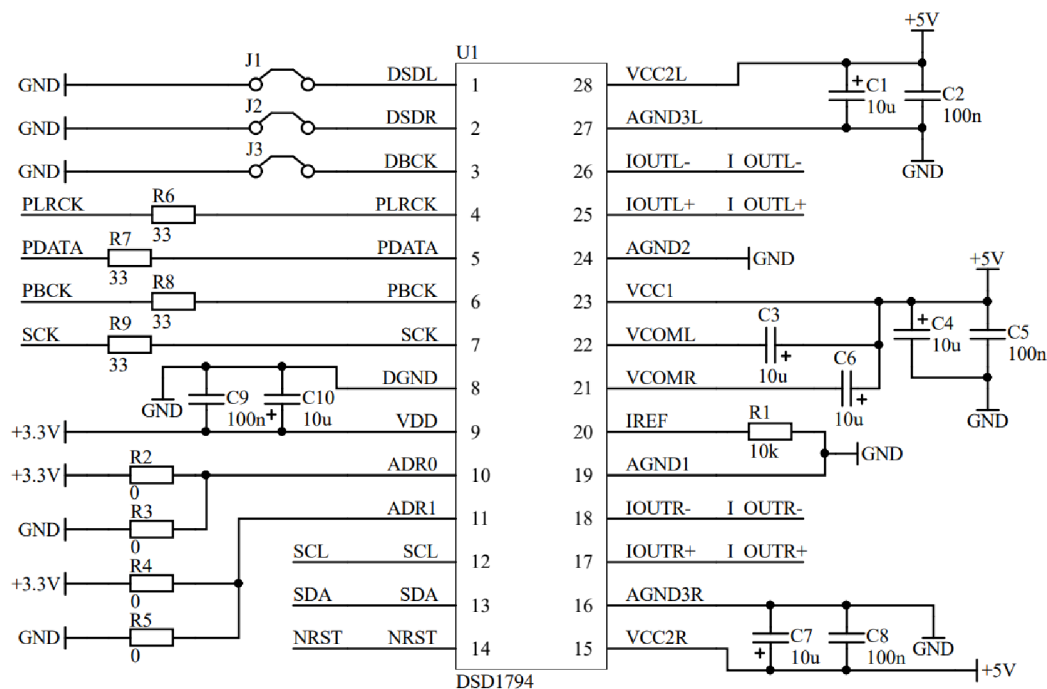 +5V
U1
J1
GND DSDL 1 28 VCC2L
C1 10u
C2 100n
J2
GND DSDR 2 27 AGND3L
GND
J3
GND DBCK 3 26 IOUTL- I_OUTL-
PLRCK R6 33 PLRCK 4 25 IOUTL+ I_OUTL+
PDATA R7 33 PDATA 5 24 AGND2 GND
+5V
PBCK R8 33 PBCK 6 23 VCC1
SCK R9 33 SCK 7 22 VCOML
C3 10u
C4 10u
C5 100n
GND DGND 8 21 VCOMR
C6 10u
GND
C9 100n
C10 10u
+3.3V VDD 9 20 IREF
R1 10k
GND
+3.3V R2 0 ADR0 10 19 AGND1
GND R3 0 ADR1 11 18 IOUTR- I_OUTR-
SCL SCL 12 17 IOUTR+ I_OUTR+
+3.3V R4 0
SDA SDA 13 16 AGND3R
GND R5 0
NRST NRST 14 15 VCC2R
C7 10u
C8 100n
GND
+5V
DSD1794